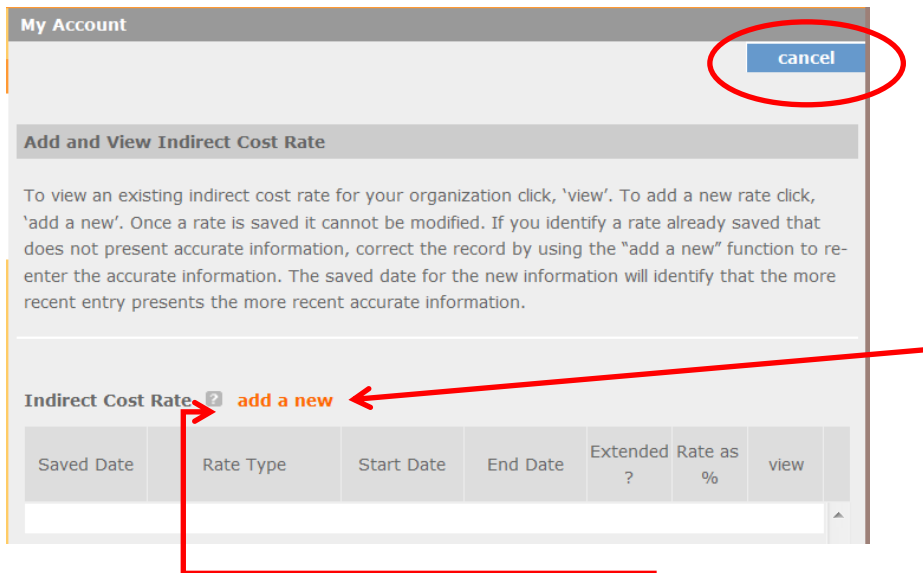 My Account
cancel
Add and View Indirect Cost Rate
To view an existing indirect cost rate for your organization click, ‘view’. To add a new rate click,
‘add a new’. Once a rate is saved it cannot be modified. If you identify a rate already saved that
does not present accurate information, correct the record by using the “add a new” function to re-
enter the accurate information. The saved date for the new information will identify that the more
recent entry presents the more recent accurate information.
Indirect Cost Rate ? add a new
Saved Date Rate Type Start Date End Date Extended ? Rate as % view